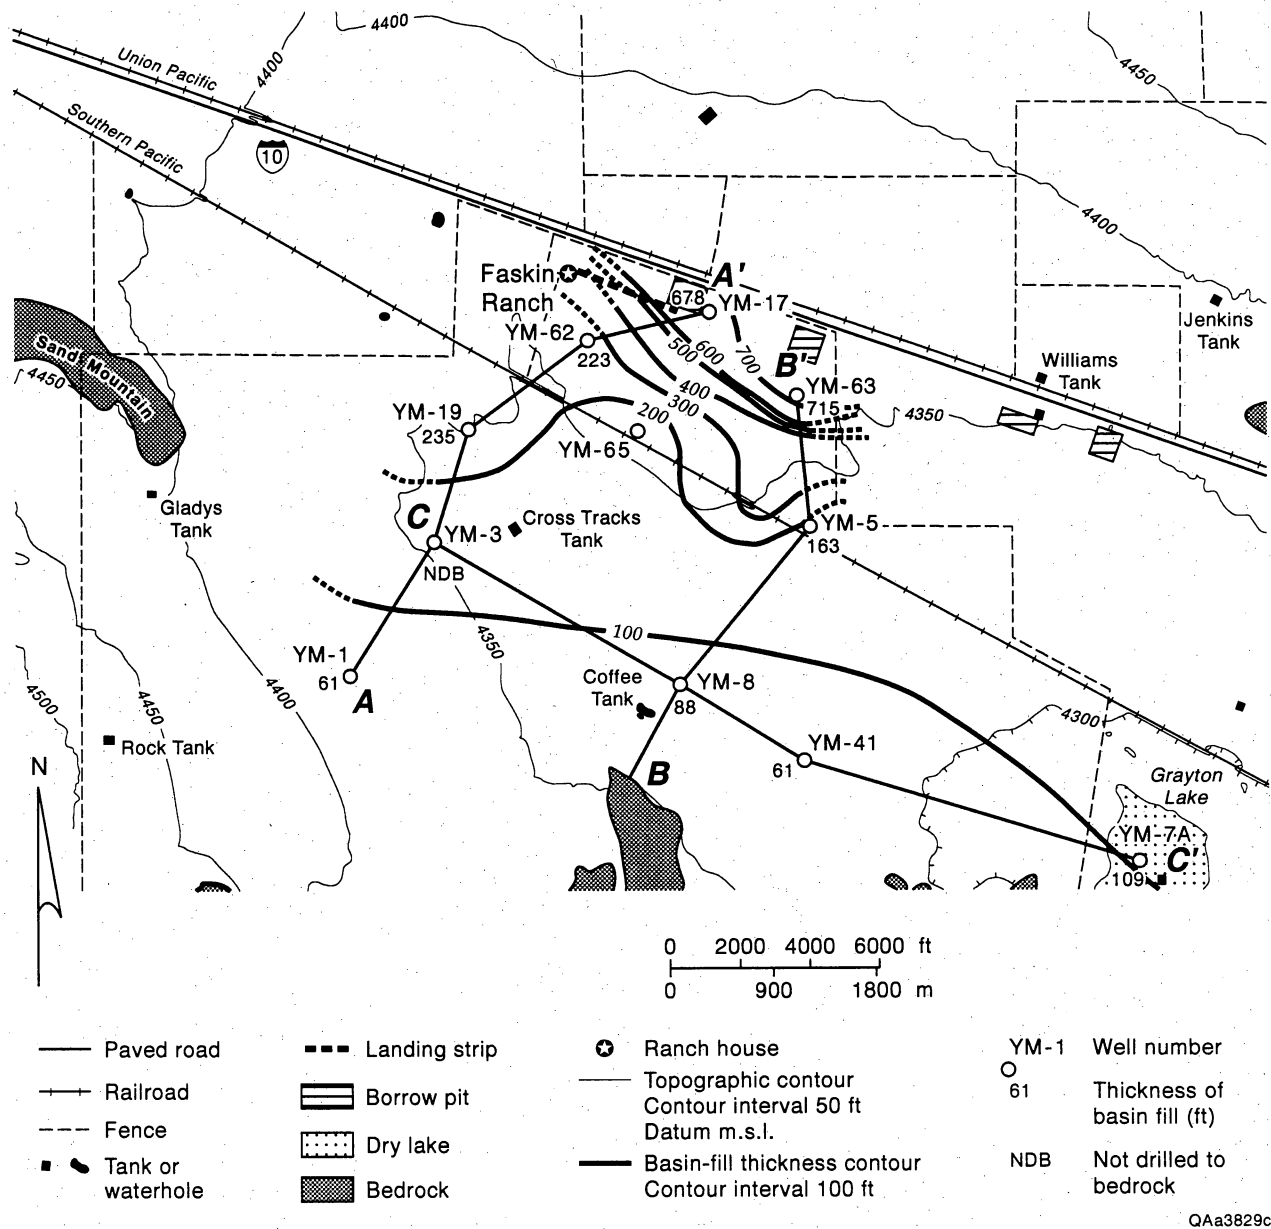 4400
4450
Union Pacific
4400
Southern Pacific
10
4400
Faskin
Ranch
A'
678
YM-17
YM-62
223
500
600
700
B'
YM-63
715
Jenkins
Tank
Williams
Tank
Sand Mountain
4450
400
300
200
4350
YM-19
235
YM-65
Gladys
Tank
C
YM-3
NDB
Cross Tracks
Tank
YM-5
163
100
4350
YM-1
61
A
Coffee
Tank
YM-8
88
4400
4450
4500
Rock Tank
YM-41
61
B
4300
Grayton
Lake
YM-7A
C'
109
N
0 2000 4000 6000 ft
0 900 1800 m
Paved road
Railroad
Fence
Tank or
waterhole
Landing strip
Borrow pit
Dry lake
Bedrock
Ranch house
Topographic contour
Contour interval 50 ft
Datum m.s.l.
Basin-fill thickness contour
Contour interval 100 ft
YM-1 Well number
61 Thickness of
basin fill (ft)
NDB Not drilled to
bedrock
QAa3829c